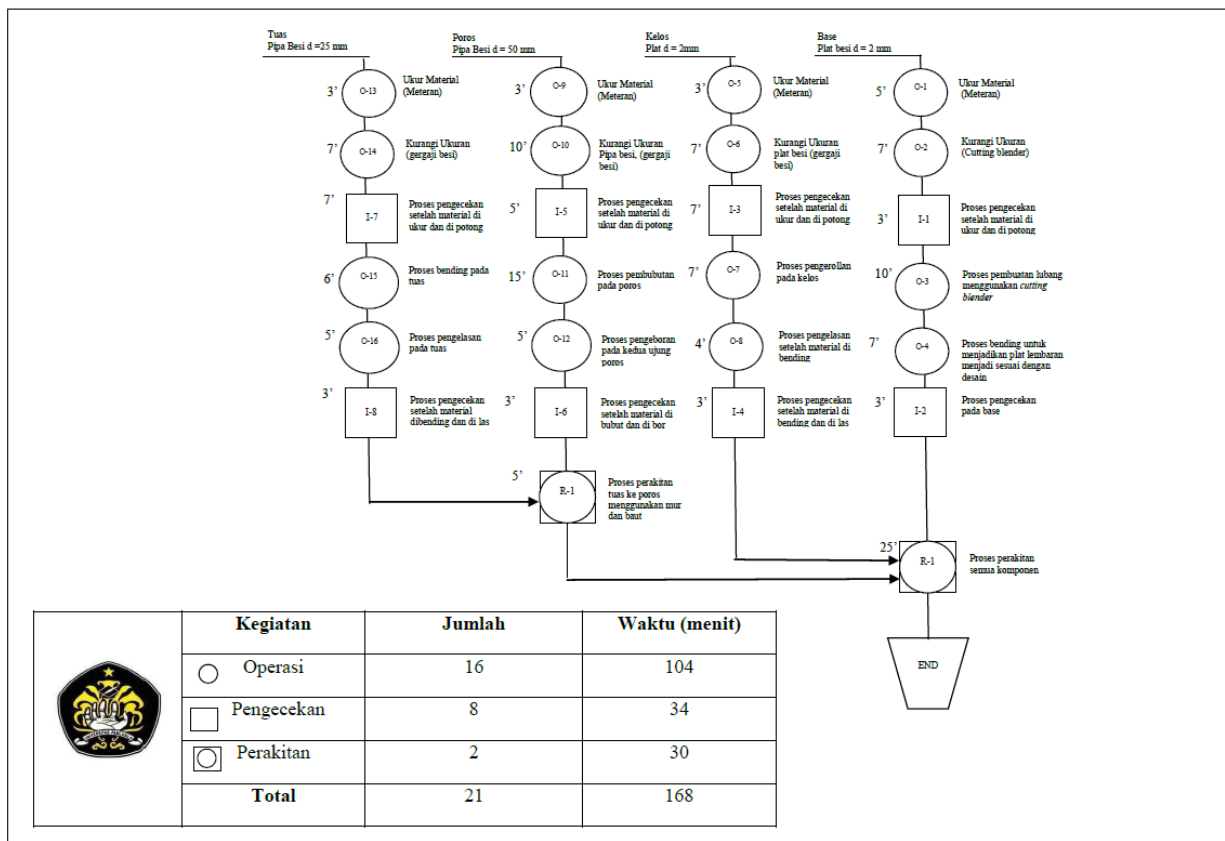 Tuas
Pipa Besi d =25 mm
3’
O-13
Ukur Material
(Meteran)
7’
O-14
Kurangi Ukuran
(gergaji besi)
7’
I-7
Proses pengecekan
setelah material di
ukur dan di potong
6’
O-15
Proses bending pada
tuas
5’
O-16
Proses pengelasan
pada tuas
3’
I-8
Proses pengecekan
setelah material
dibending dan di las
Poros
Pipa Besi d = 50 mm
3’
O-9
Ukur Material
(Meteran)
10’
O-10
Kurangi Ukuran
Pipa besi, (gergaji
besi)
5’
I-5
Proses pengecekan
setelah material di
ukur dan di potong
15’
O-11
Proses pembubutan
pada poros
5’
O-12
Proses pengeboran
pada kedua ujung
poros
3’
I-6
Proses pengecekan
setelah material di
bubut dan di bor
5’
R-1
Proses perakitan
tuas ke poros
menggunakan mur
dan baut
Kelos
Plat d = 2mm
3’
O-5
Ukur Material
(Meteran)
7’
O-6
Kurangi Ukuran
plat besi (gergaji
besi)
7’
I-3
Proses pengecekan
setelah material di
ukur dan di potong
7’
O-7
Proses pengerollan
pada kelos
4’
O-8
Proses pengelasan
setelah material di
bending
3’
I-4
Proses pengecekan
setelah material di
bending dan di las
Base
Plat besi d = 2 mm
5’
O-1
Ukur Material
(Meteran)
7’
O-2
Kurangi Ukuran
(Cutting blender)
3’
I-1
Proses pengecekan
setelah material di
ukur dan di potong
10’
O-3
Proses pembuatan lubang
menggunakan cutting
blender
7’
O-4
Proses bending untuk
menjadikan plat lembaran
menjadi sesuai dengan
desain
3’
I-2
Proses pengecekan
pada base
25’
R-1
Proses perakitan
semua komponen
END
Kegiatan Jumlah Waktu (menit)
Operasi 16 104
Pengecekan 8 34
Perakitan 2 30
Total 21 168